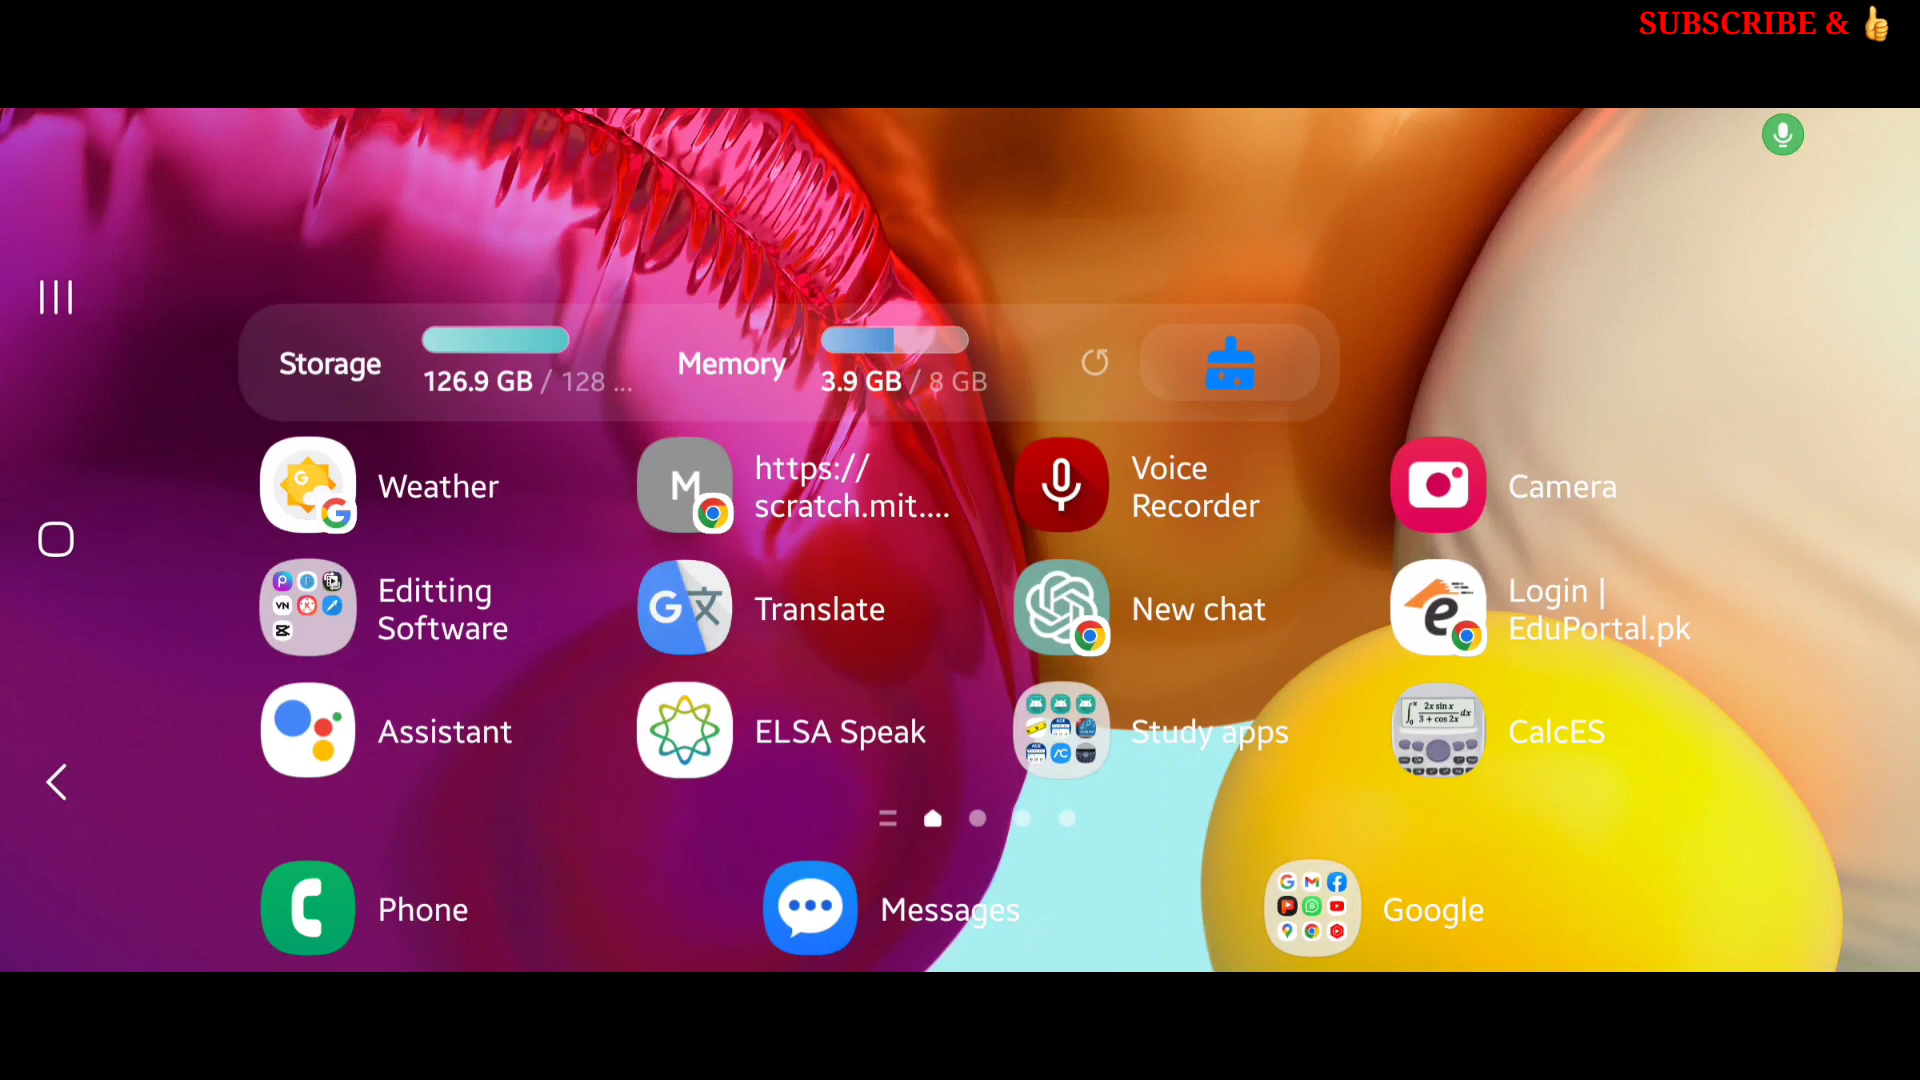 SUBSCRIBE & 👍
Storage
126.9 GB / 128 ...
Memory
3.9 GB / 8 GB
Weather
https://
scratch.mit....
Voice
Recorder
Camera
Editting
Software
Translate
New chat
Login |
EduPortal.pk
Assistant
ELSA Speak
Study apps
CalcES
Phone
Messages
Google